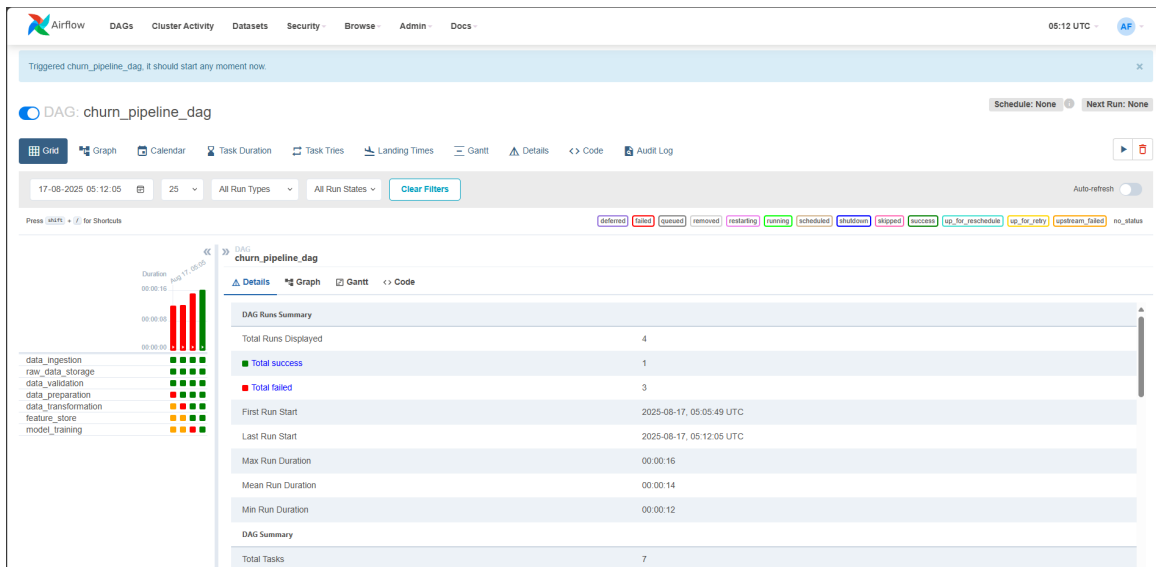 Airflow DAGs Cluster Activity Datasets Security Browse Admin Docs 05:12 UTC AF
Triggered churn_pipeline_dag, it should start any moment now. ×
DAG: churn_pipeline_dag Schedule: None Next Run: None
Grid Graph Calendar Task Duration Task Tries Landing Times Gantt Details <> Code Audit Log
17-08-2025 05:12:05 25 All Run Types All Run States Clear Filters Auto-refresh
Press shift + / for Shortcuts deferred failed queued removed restarting running scheduled shutdown skipped success up_for_reschedule up_for_retry upstream_failed no_status
DAG
churn_pipeline_dag
Duration Aug 17, 05:05
00:00:16
00:00:08
00:00:00
data_ingestion
raw_data_storage
data_validation
data_preparation
data_transformation
feature_store
model_training
Details Graph Gantt <> Code
DAG Runs Summary
Total Runs Displayed 4
Total success 1
Total failed 3
First Run Start 2025-08-17, 05:05:49 UTC
Last Run Start 2025-08-17, 05:12:05 UTC
Max Run Duration 00:00:16
Mean Run Duration 00:00:14
Min Run Duration 00:00:12
DAG Summary
Total Tasks 7